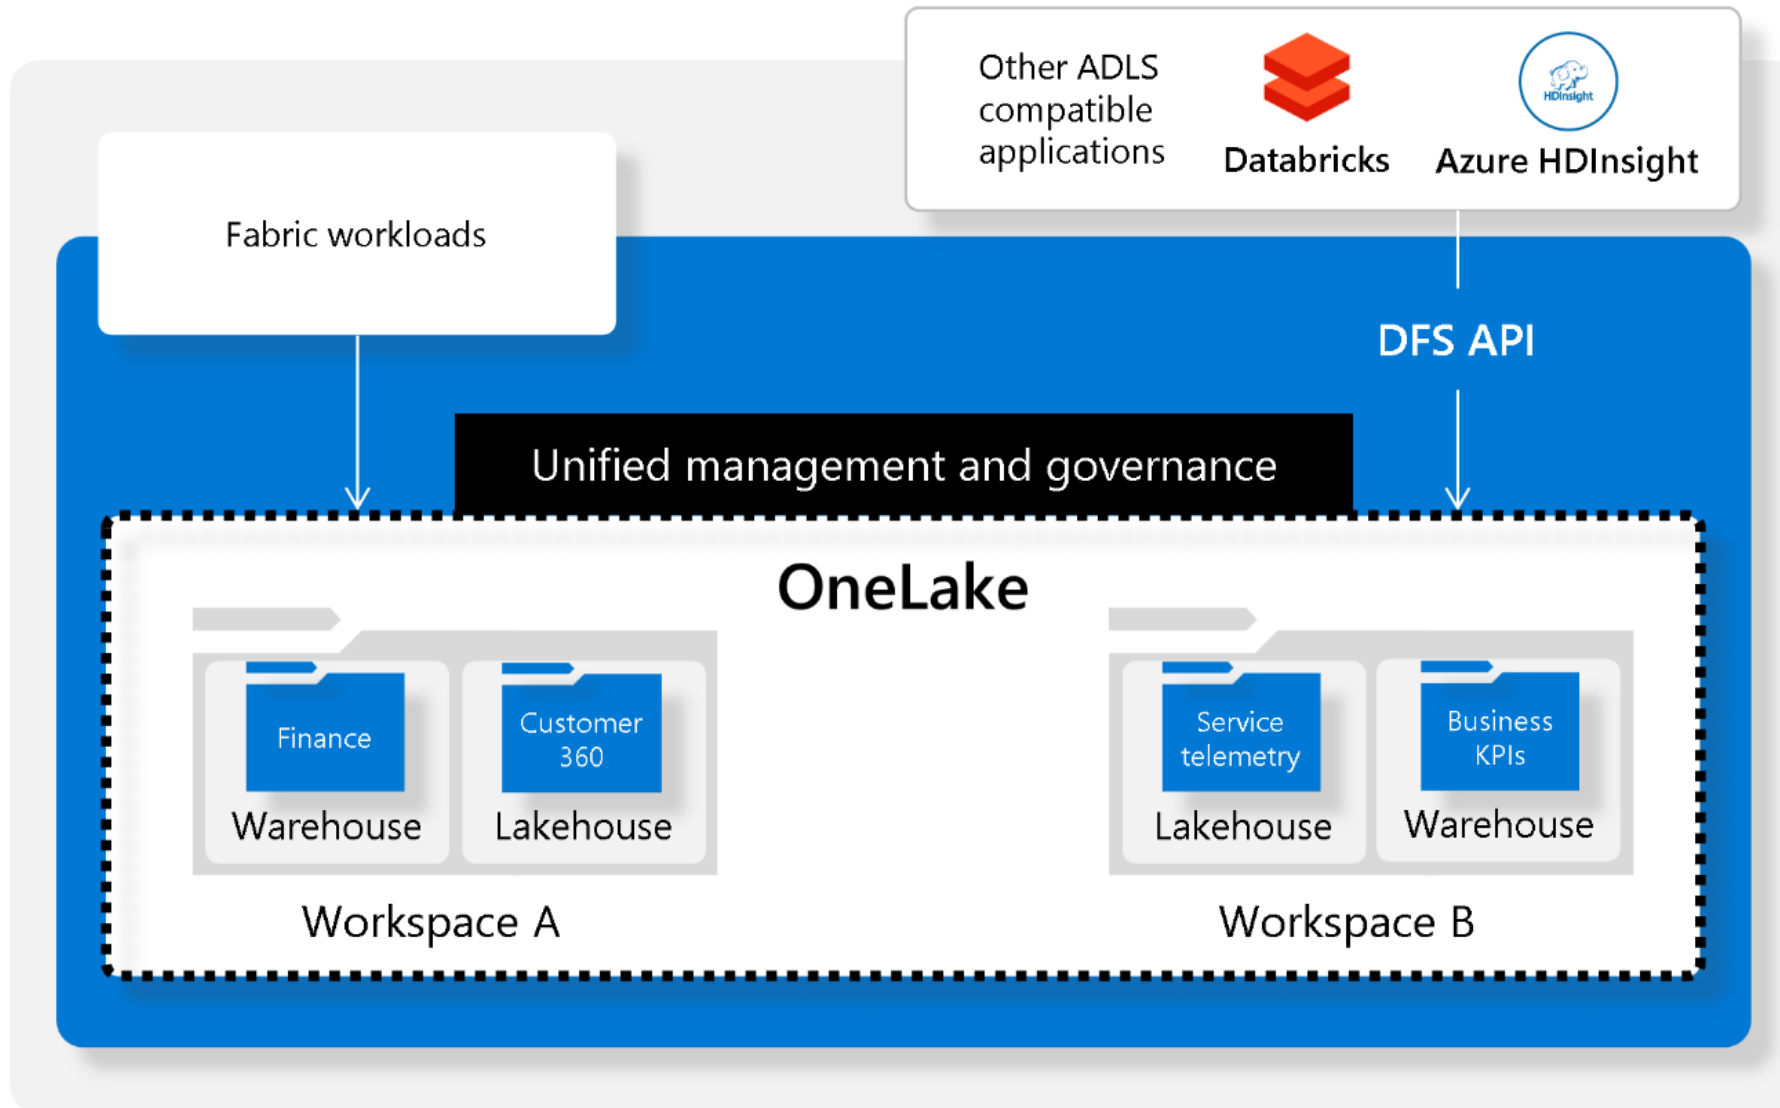 Other ADLS
compatible
applications
HDInsight
Databricks
Azure HDInsight
Fabric workloads
DFS API
Unified management and governance
OneLake
Finance
Warehouse
Customer
360
Lakehouse
Workspace A
Service
telemetry
Lakehouse
Business
KPIs
Warehouse
Workspace B